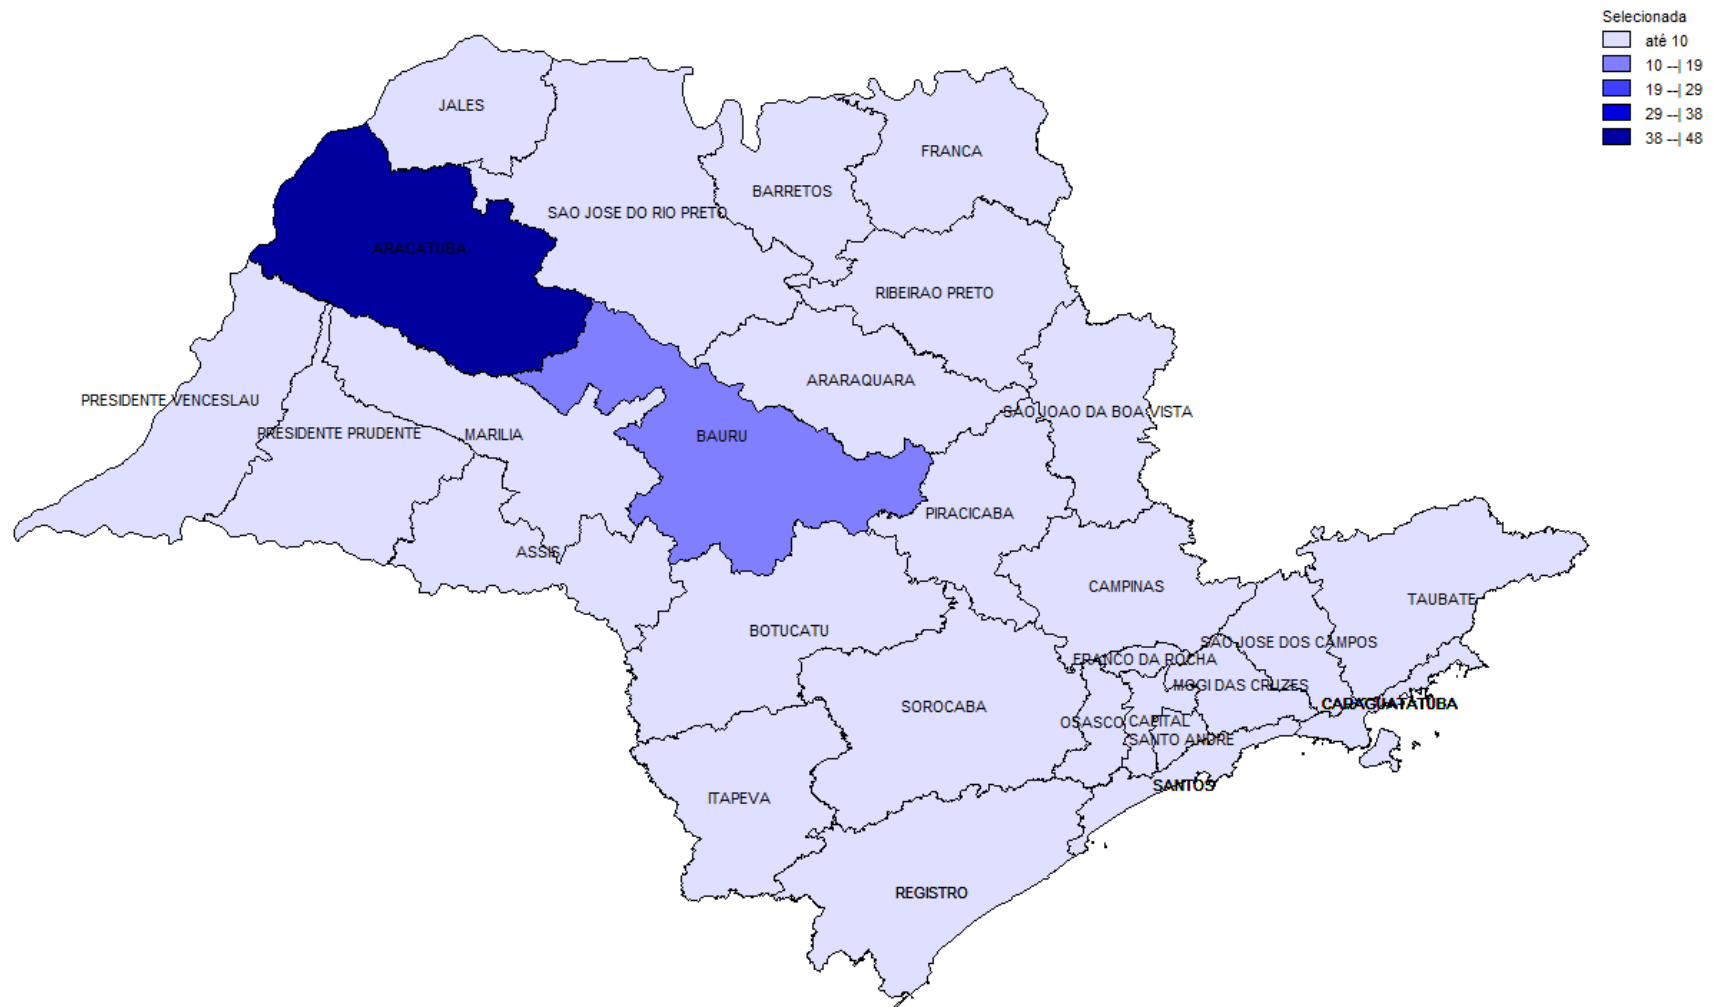 Selecionada
até 10
10 --| 19
19 --| 29
29 --| 38
38 --| 48
JALES
FRANCA
BARRETOS
SAO JOSE DO RIO PRETO
ARACATUBA
RIBEIRAO PRETO
ARARAQUARA
PRESIDENTE VENCESLAU
SAO JOAO DA BOA VISTA
PRESIDENTE PRUDENTE
MARILIA
BAURU
PIRACICABA
ASSIS
CAMPINAS
TAUBATE
BOTUCATU
SAO JOSE DOS CAMPOS
FRANCO DA ROCHA
MOGI DAS CRUZES
CARAGUATATUBA
SOROCABA
OSASCO
CAPITAL
SANTO ANDRE
SANTOS
ITAPEVA
REGISTRO